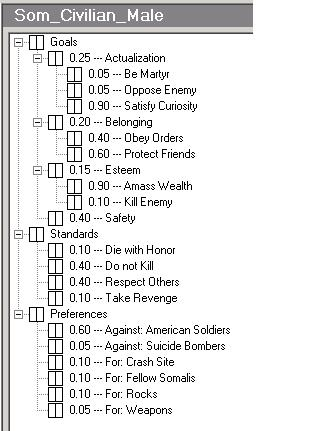 Som_Civilian_Male
Goals
0.25 --- Actualization
0.05 --- Be Martyr
0.05 --- Oppose Enemy
0.90 --- Satisfy Curiosity
0.20 --- Belonging
0.40 --- Obey Orders
0.60 --- Protect Friends
0.15 --- Esteem
0.90 --- Amass Wealth
0.10 --- Kill Enemy
0.40 --- Safety
Standards
0.10 --- Die with Honor
0.40 --- Do not Kill
0.40 --- Respect Others
0.10 --- Take Revenge
Preferences
0.60 --- Against: American Soldiers
0.05 --- Against: Suicide Bombers
0.10 --- For: Crash Site
0.10 --- For: Fellow Somalis
0.10 --- For: Rocks
0.05 --- For: Weapons